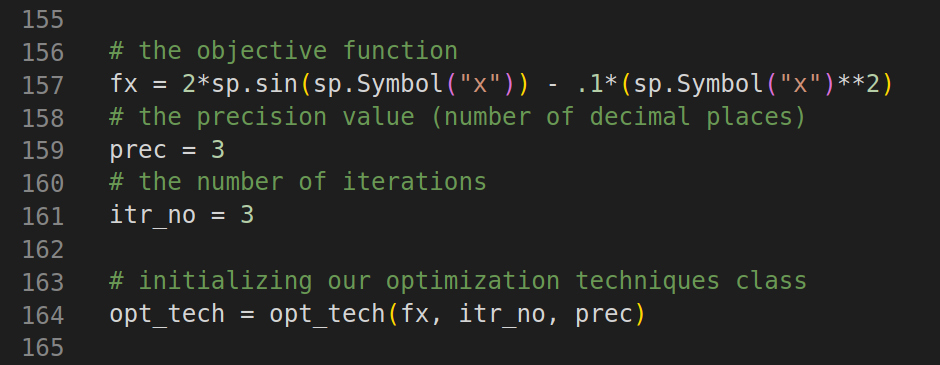 155
156 # the objective function
157 fx = 2*sp.sin(sp.Symbol("x")) - .1*(sp.Symbol("x")**2)
158 # the precision value (number of decimal places)
159 prec = 3
160 # the number of iterations
161 itr_no = 3
162
163 # initializing our optimization techniques class
164 opt_tech = opt_tech(fx, itr_no, prec)
165